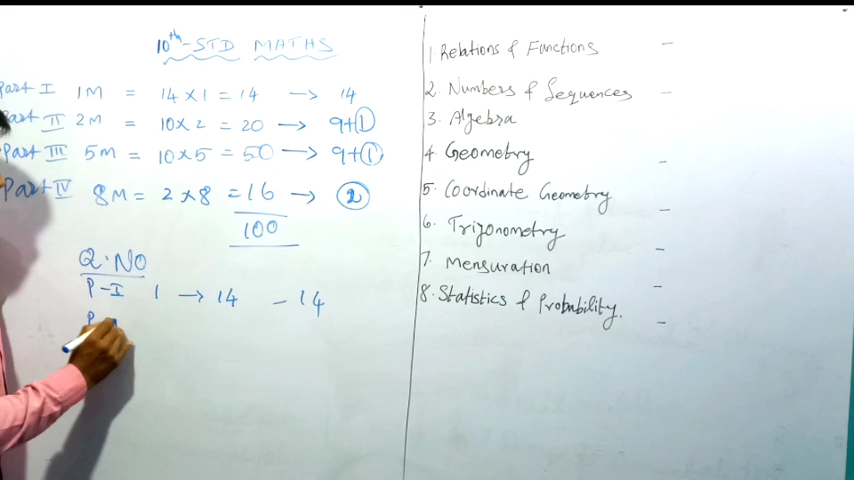 10th-STD MATHS
Part I 1M = 14 × 1 = 14 → 14
Part II 2M = 10 × 2 = 20 → 9+1
Part III 5M = 10 × 5 = 50 → 9+1
Part IV 8M = 2 × 8 = 16 → 2
100
Q.NO
P-I 1 → 14 - 14
P
1 Relations & Functions -
2. Numbers & Sequences -
3. Algebra
4. Geometry -
5. Coordinate Geometry -
6. Trigonometry -
7. Mensuration -
8. Statistics & Probability. -